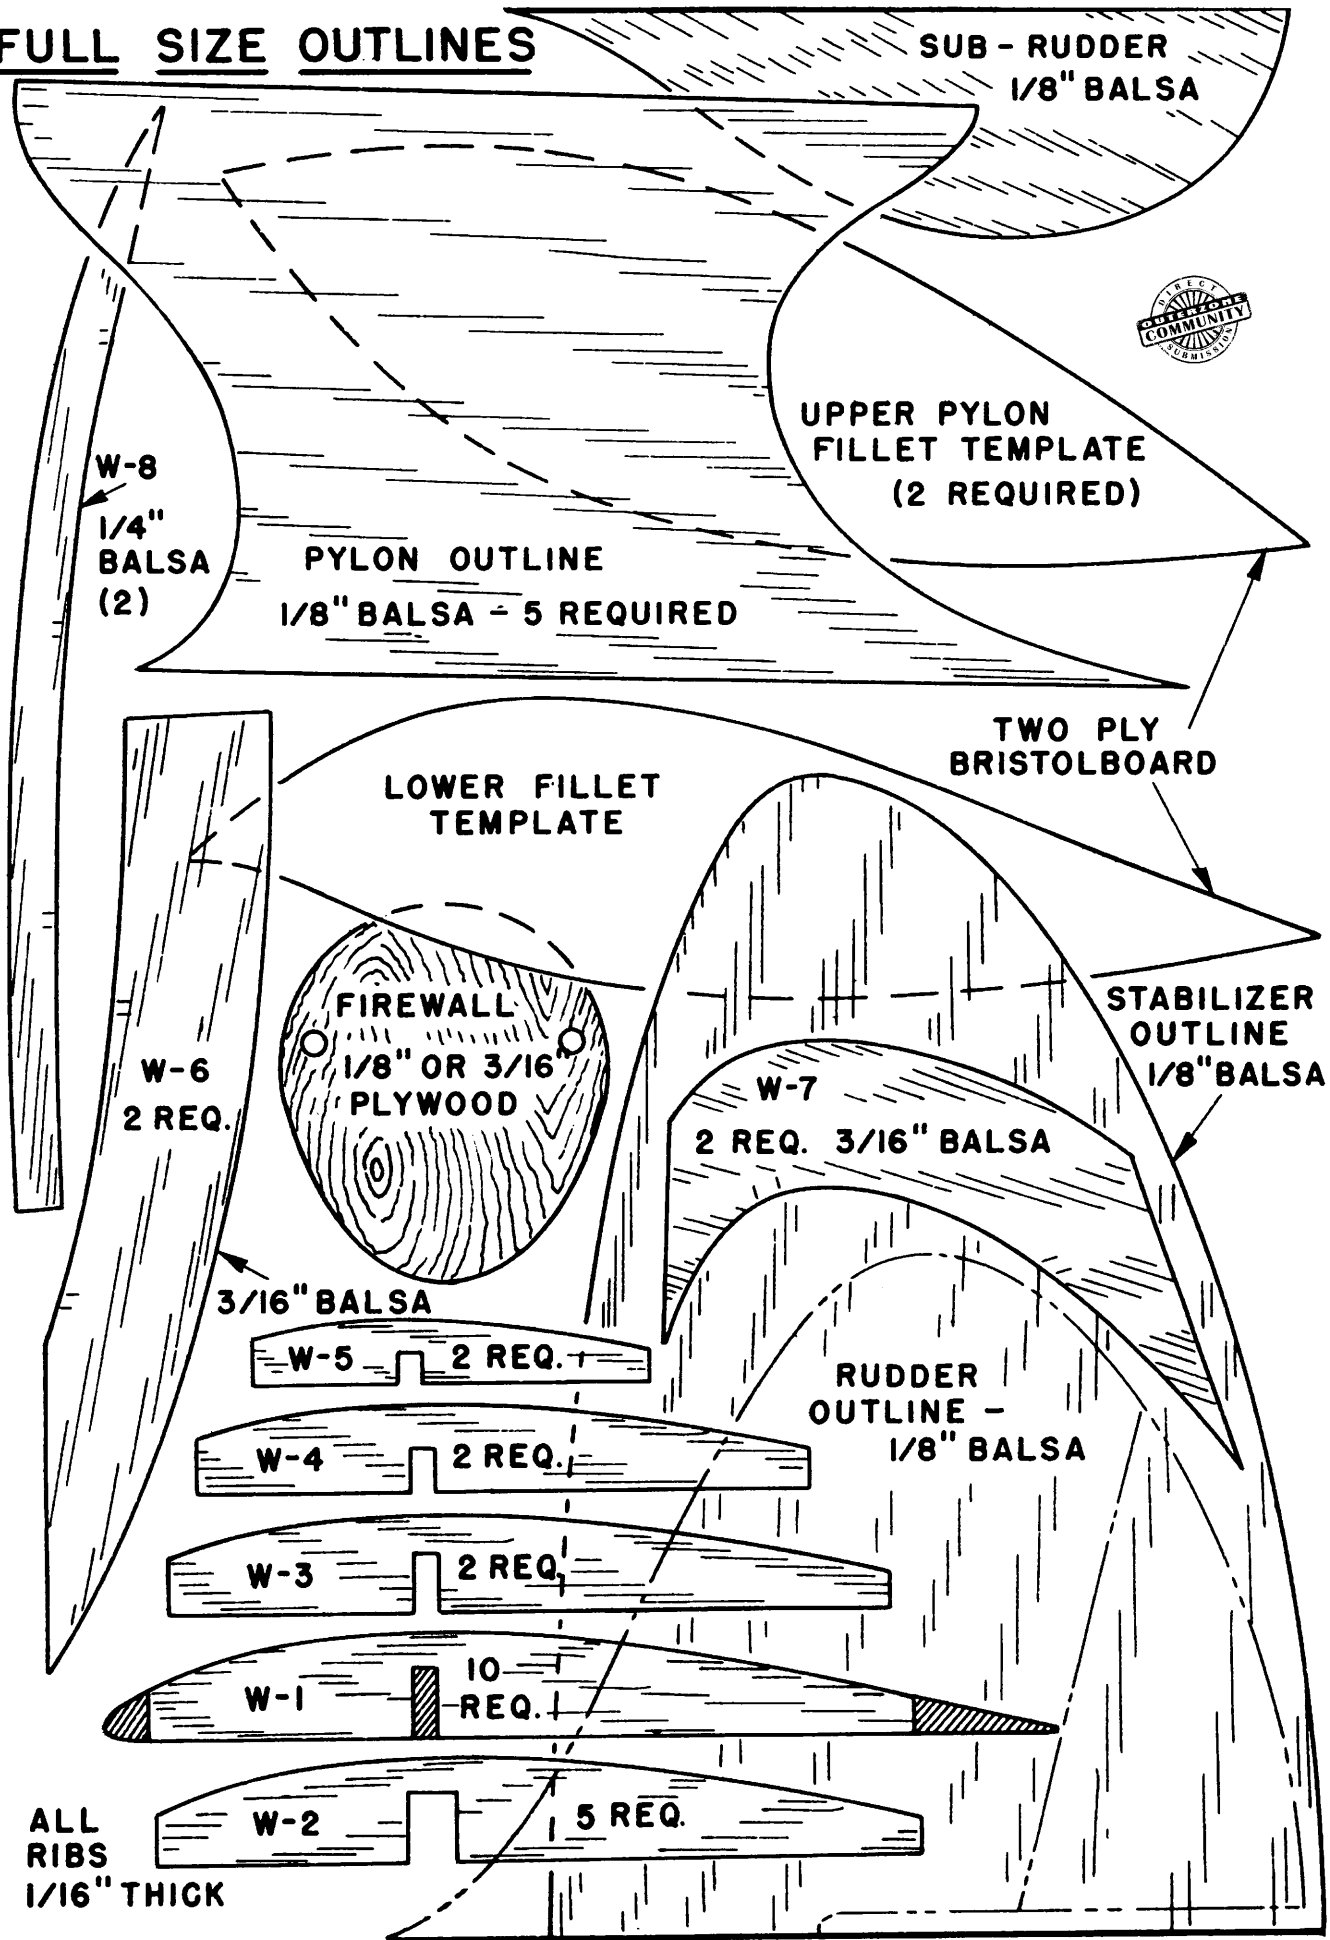 FULL SIZE OUTLINES
SUB-RUDDER
1/8" BALSA
DIRECT
OUTERZONE
COMMUNITY
SUBMISSION
UPPER PYLON
FILLET TEMPLATE
(2 REQUIRED)
W-8
1/4"
BALSA
(2)
PYLON OUTLINE
1/8" BALSA - 5 REQUIRED
TWO PLY
BRISTOLBOARD
LOWER FILLET
TEMPLATE
FIREWALL
1/8" OR 3/16"
PLYWOOD
STABILIZER
OUTLINE
1/8" BALSA
W-6
2 REQ.
W-7
2 REQ. 3/16" BALSA
3/16" BALSA
W-5 2 REQ.
RUDDER
OUTLINE -
1/8" BALSA
W-4 2 REQ.
W-3 2 REQ.
W-1 10
REQ.
W-2 5 REQ.
ALL
RIBS
1/16" THICK